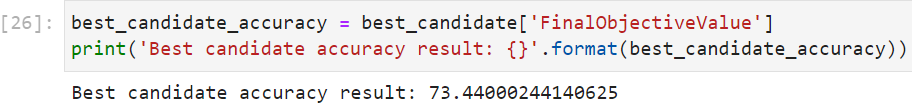 [26]: best_candidate_accuracy = best_candidate['FinalObjectiveValue']
print('Best candidate accuracy result: {}'.format(best_candidate_accuracy))
Best candidate accuracy result: 73.44000244140625